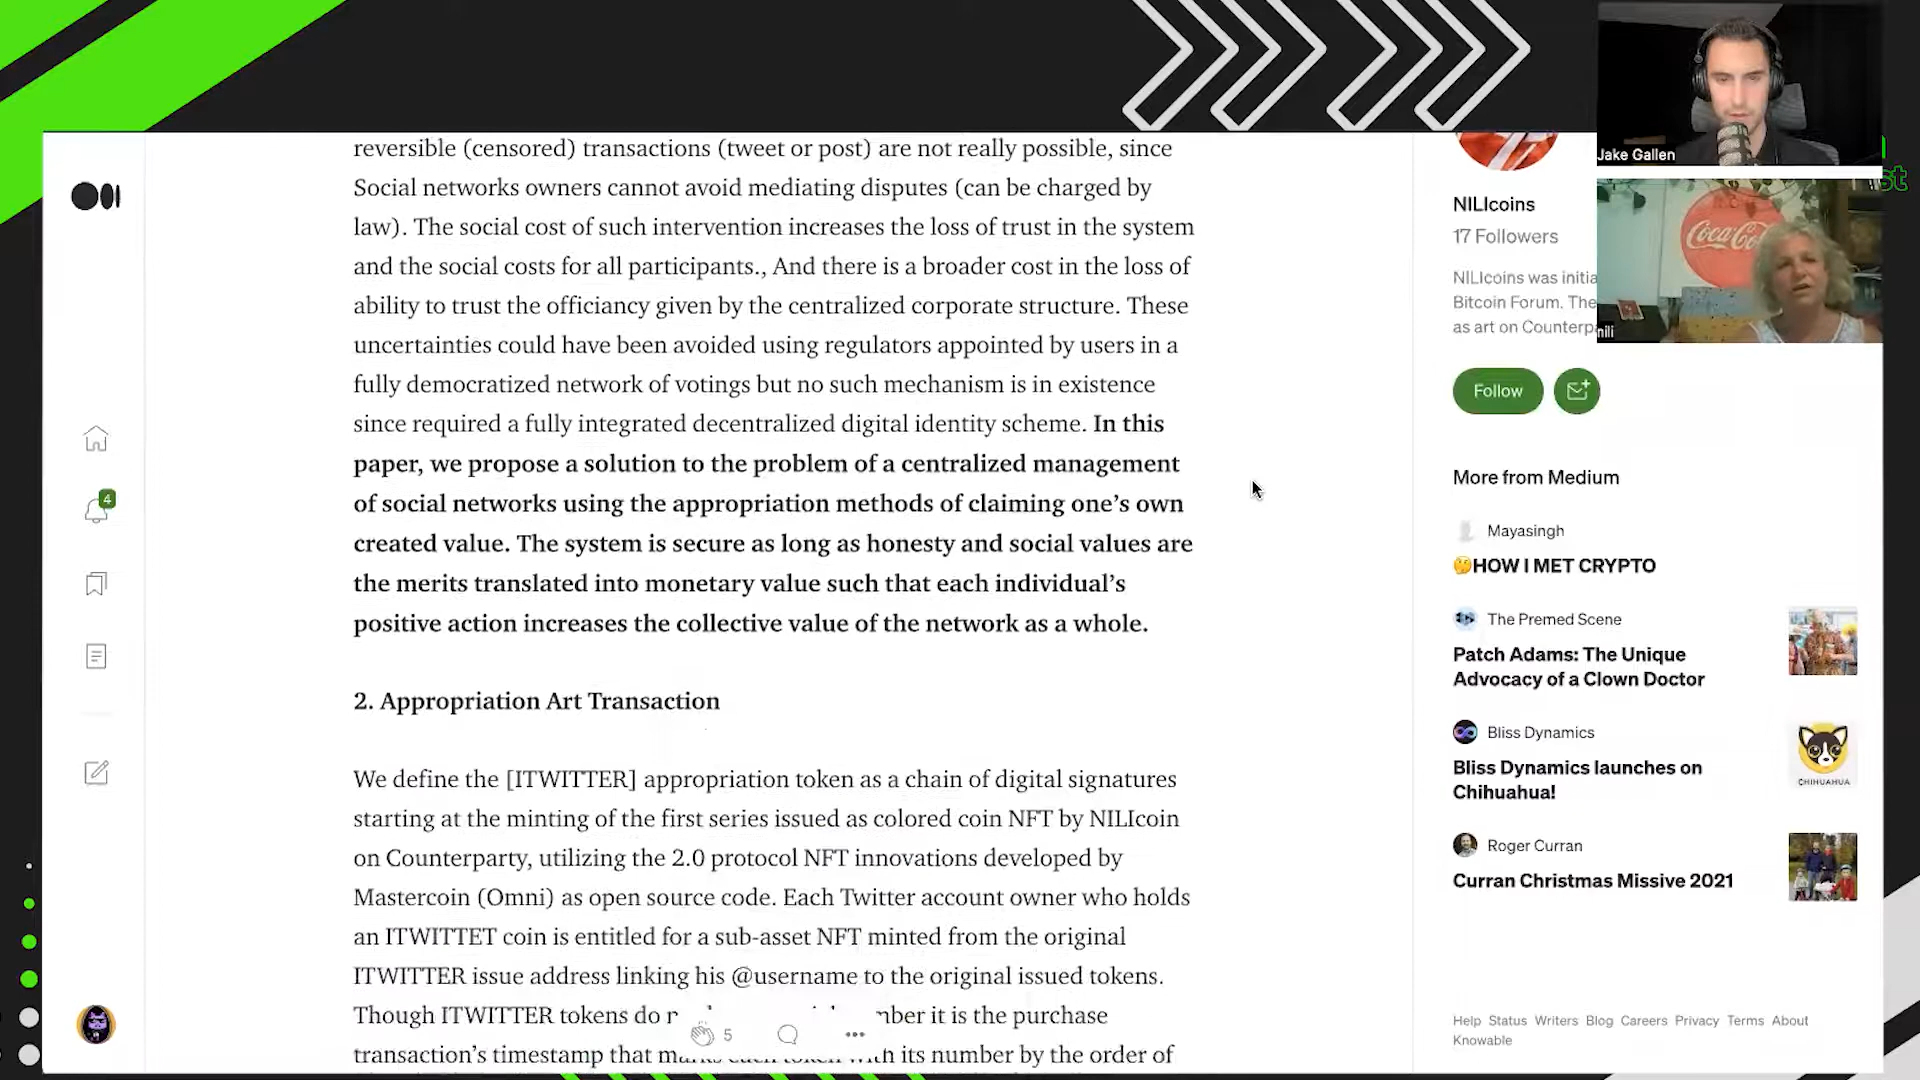 reversible (censored) transactions (tweet or post) are not really possible, since
Social networks owners cannot avoid mediating disputes (can be charged by
law). The social cost of such intervention increases the loss of trust in the system
and the social costs for all participants., And there is a broader cost in the loss of
ability to trust the officiancy given by the centralized corporate structure. These
uncertainties could have been avoided using regulators appointed by users in a
fully democratized network of votings but no such mechanism is in existence
since required a fully integrated decentralized digital identity scheme. In this
paper, we propose a solution to the problem of a centralized management
of social networks using the appropriation methods of claiming one's own
created value. The system is secure as long as honesty and social values are
the merits translated into monetary value such that each individual's
positive action increases the collective value of the network as a whole.
2. Appropriation Art Transaction
We define the [ITWITTER] appropriation token as a chain of digital signatures
starting at the minting of the first series issued as colored coin NFT by NILIcoin
on Counterparty, utilizing the 2.0 protocol NFT innovations developed by
Mastercoin (Omni) as open source code. Each Twitter account owner who holds
an ITWITTET coin is entitled for a sub-asset NFT minted from the original
ITWITTER issue address linking his @username to the original issued tokens.
Though ITWITTER tokens do it is the purchase
transaction's timestamp that its number by the order of
4
5
Jake Gallen
Coca-Col
nili
st
NILIcoins
17 Followers
NILIcoins was initia
Bitcoin Forum. The
as art on Counterp
Follow
More from Medium
Mayasingh
🤔HOW I MET CRYPTO
The Premed Scene
Patch Adams: The Unique
Advocacy of a Clown Doctor
Bliss Dynamics
Bliss Dynamics launches on
Chihuahua!
CHIHUAHUA
Roger Curran
Curran Christmas Missive 2021
Help Status Writers Blog Careers Privacy Terms About
Knowable